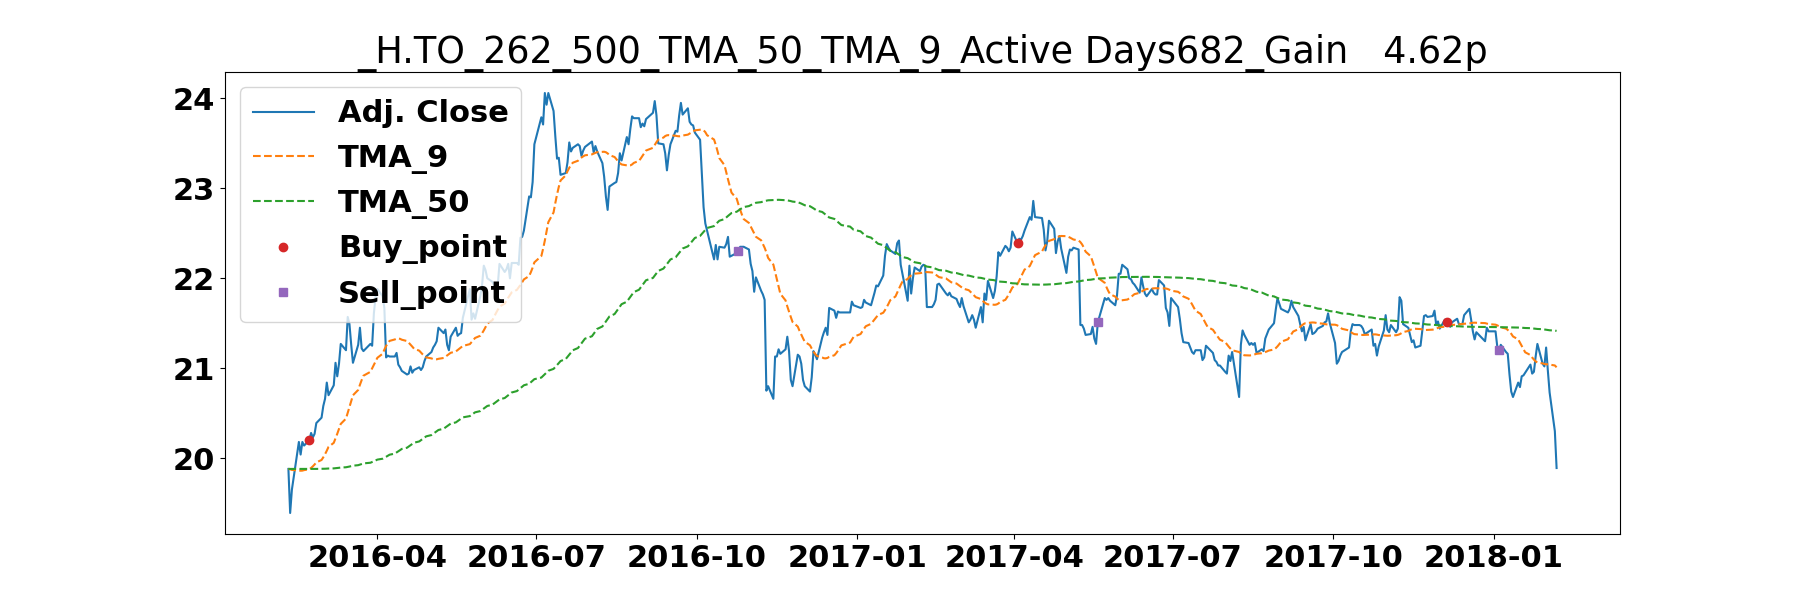 _H.TO_262_500_TMA_50_TMA_9_Active Days682_Gain   4.62p
24
23
22
21
20
Adj. Close
TMA_9
TMA_50
Buy_point
Sell_point
2016-04 2016-07 2016-10 2017-01 2017-04 2017-07 2017-10 2018-01